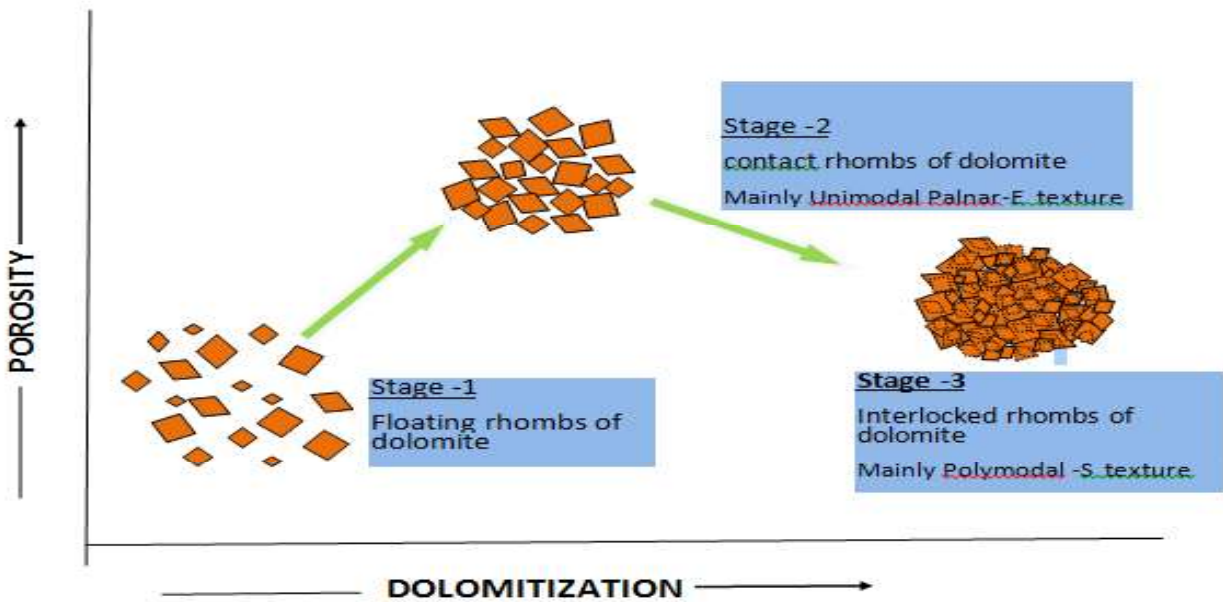 POROSITY
Stage -1
Floating rhombs of
dolomite
Stage -2
contact rhombs of dolomite
Mainly Unimodal Palnar-E texture
Stage -3
Interlocked rhombs of
dolomite
Mainly Polymodal -S texture
DOLOMITIZATION